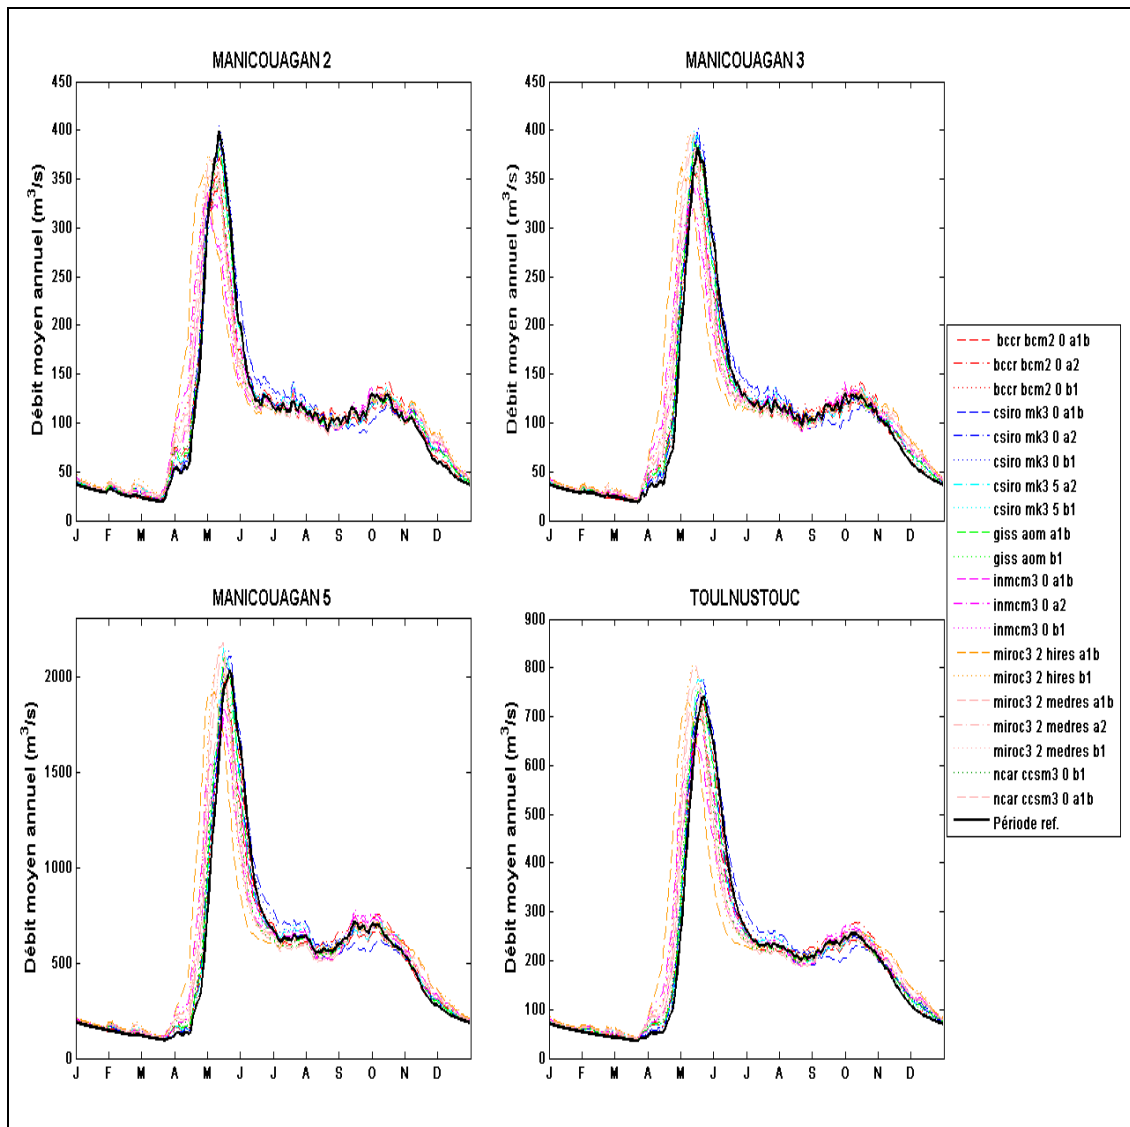 MANICOUAGAN 2
Débit moyen annuel (m³/s)
450
400
350
300
250
200
150
100
50
0
J F M A M J J A S O N D
MANICOUAGAN 3
Débit moyen annuel (m³/s)
450
400
350
300
250
200
150
100
50
0
J F M A M J J A S O N D
MANICOUAGAN 5
Débit moyen annuel (m³/s)
2000
1500
1000
500
0
J F M A M J J A S O N D
TOULNUSTOUC
Débit moyen annuel (m³/s)
900
800
700
600
500
400
300
200
100
0
J F M A M J J A S O N D
bccr bcm2 0 a1b
bccr bcm2 0 a2
bccr bcm2 0 b1
csiro mk3 0 a1b
csiro mk3 0 a2
csiro mk3 0 b1
csiro mk3 5 a2
csiro mk3 5 b1
giss aom a1b
giss aom b1
inmcm3 0 a1b
inmcm3 0 a2
inmcm3 0 b1
miroc3 2 hires a1b
miroc3 2 hires b1
miroc3 2 medres a1b
miroc3 2 medres a2
miroc3 2 medres b1
ncar ccsm3 0 b1
ncar ccsm3 0 a1b
Période ref.